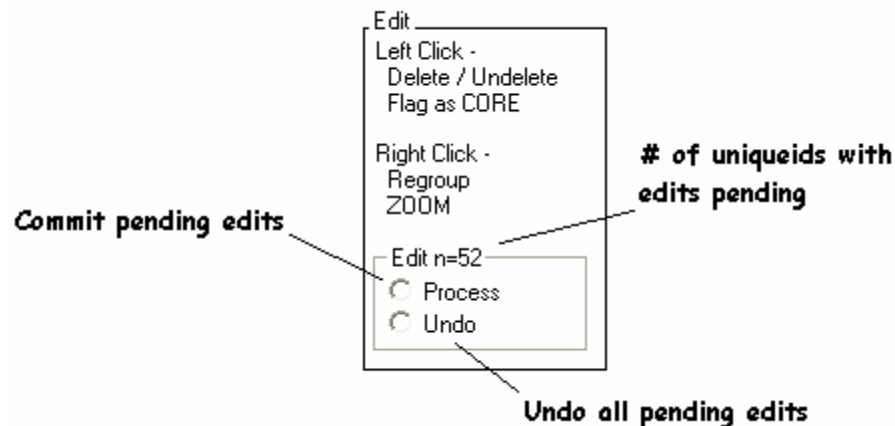 Edit
Left Click -
Delete / Undelete
Flag as CORE
Right Click -
Regroup
ZOOM
# of uniqueids with
edits pending
Commit pending edits
Edit n=52
Process
Undo
Undo all pending edits